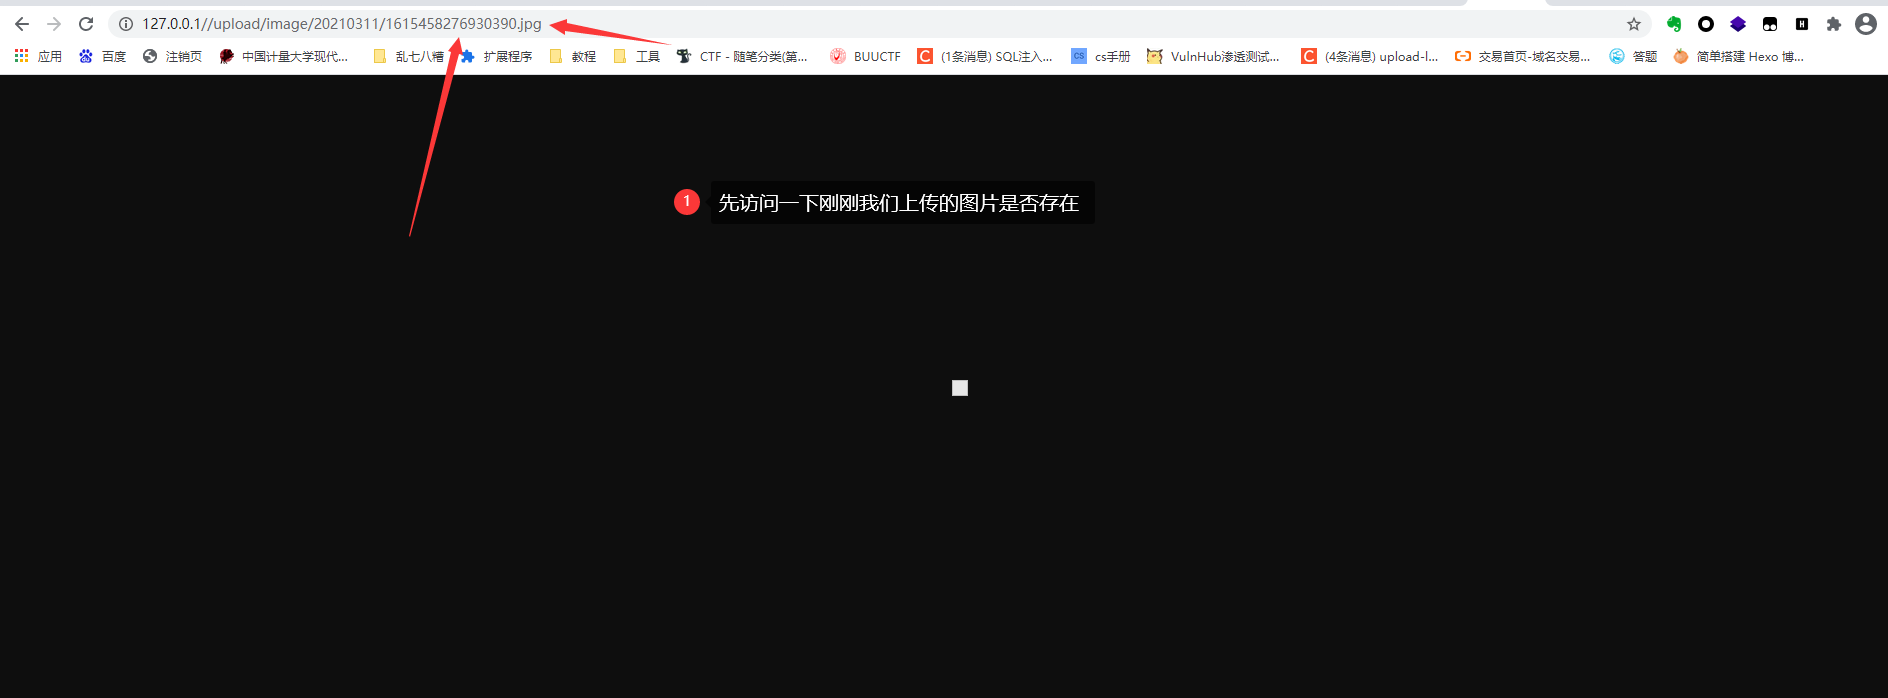 127.0.0.1//upload/image/20210311/1615458276930390.jpg
应用 百度 注销页 中国计量大学现代... 乱七八糟 扩展程序 教程 工具 CTF - 随笔分类(第... BUUCTF (1条消息) SQL注入... cs手册 VulnHub渗透测试... (4条消息) upload-l... 交易首页-域名交易... 答题 简单搭建 Hexo 博...
1 先访问一下刚刚我们上传的图片是否存在